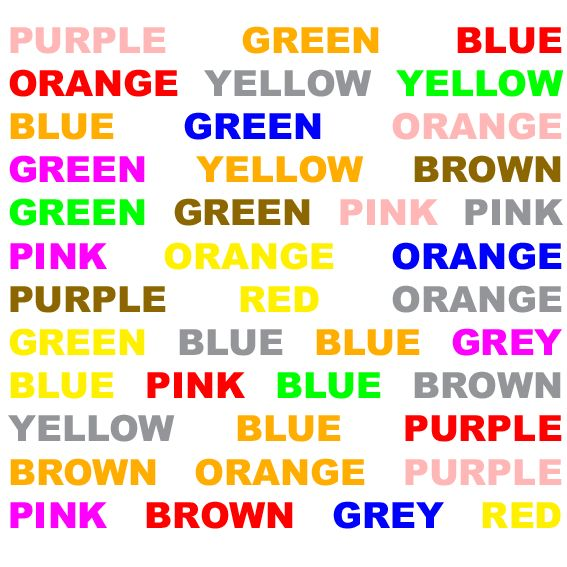 PURPLE GREEN BLUE
ORANGE YELLOW YELLOW
BLUE GREEN ORANGE
GREEN YELLOW BROWN
GREEN GREEN PINK PINK
PINK ORANGE ORANGE
PURPLE RED ORANGE
GREEN BLUE BLUE GREY
BLUE PINK BLUE BROWN
YELLOW BLUE PURPLE
BROWN ORANGE PURPLE
PINK BROWN GREY RED